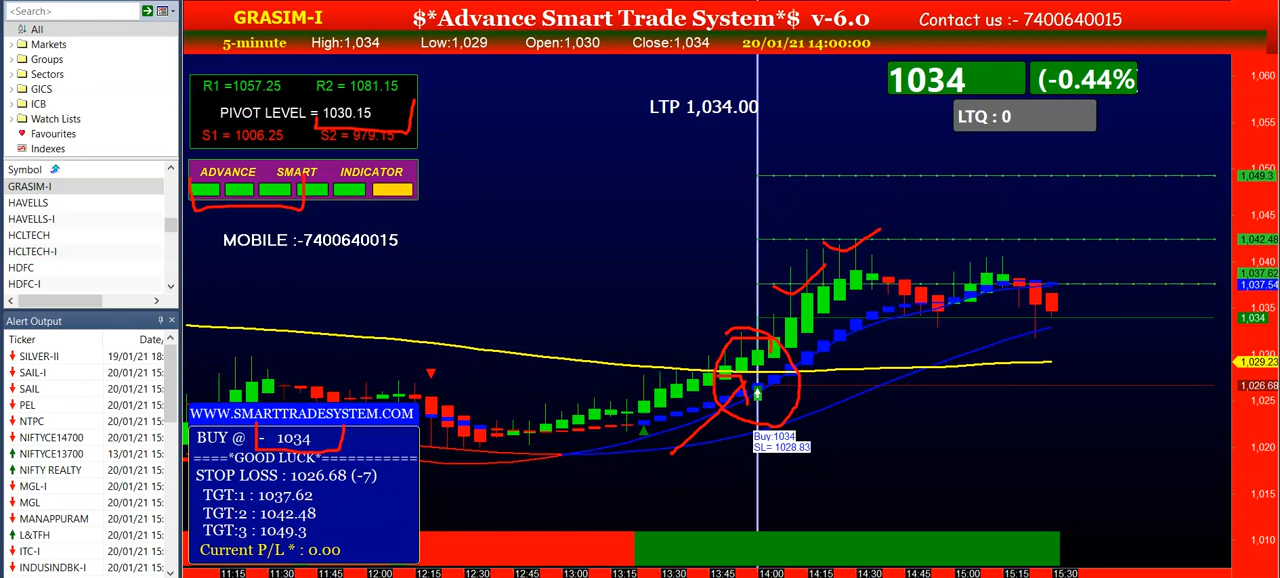 <Search>
All
Markets
Groups
Sectors
GICS
ICB
Watch Lists
Favourites
Indexes
Symbol
GRASIM-I
HAVELLS
HAVELLS-I
HCLTECH
HCLTECH-I
HDFC
HDFC-I
Alert Output
Ticker Date/
SILVER-II 19/01/21 18:
SAIL-I 20/01/21 15:
SAIL 20/01/21 15:
PEL 20/01/21 15:
NTPC 20/01/21 15:
NIFTYCE14700 20/01/21 15:
NIFTYCE13700 13/01/21 15:
NIFTY REALTY 20/01/21 15:
MGL-I 20/01/21 15:
MGL 20/01/21 15:
MANAPPURAM 20/01/21 15:
L&TFH 20/01/21 15:
ITC-I 20/01/21 15:
INDUSINDBK-I 20/01/21 15:
GRASIM-I $*Advance Smart Trade System*$ v-6.0 Contact us :- 7400640015
5-minute High:1,034 Low:1,029 Open:1,030 Close:1,034 20/01/21 14:00:00
R1 =1057.25 R2 = 1081.15
PIVOT LEVEL = 1030.15
S1 = 1006.25 S2 = 979.15
ADVANCE SMART INDICATOR
MOBILE :-7400640015
LTP 1,034.00
1034 (-0.44%)
LTQ : 0
WWW.SMARTTRADESYSTEM.COM
BUY @ - 1034
====*GOOD LUCK*===========
STOP LOSS : 1026.68 (-7)
TGT:1 : 1037.62
TGT:2 : 1042.48
TGT:3 : 1049.3
Current P/L * : 0.00
Buy:1034
SL= 1028.83
1,060
1,055
1,050
1,049.3
1,045
1,042.48
1,040
1,037.62
1,037.54
1,035
1,034
1,030
1,029.23
1,026.68
1,025
1,020
1,015
1,010
11:15 11:30 11:45 12:00 12:15 12:30 12:45 13:00 13:15 13:30 13:45 14:00 14:15 14:30 14:45 15:00 15:15 15:30